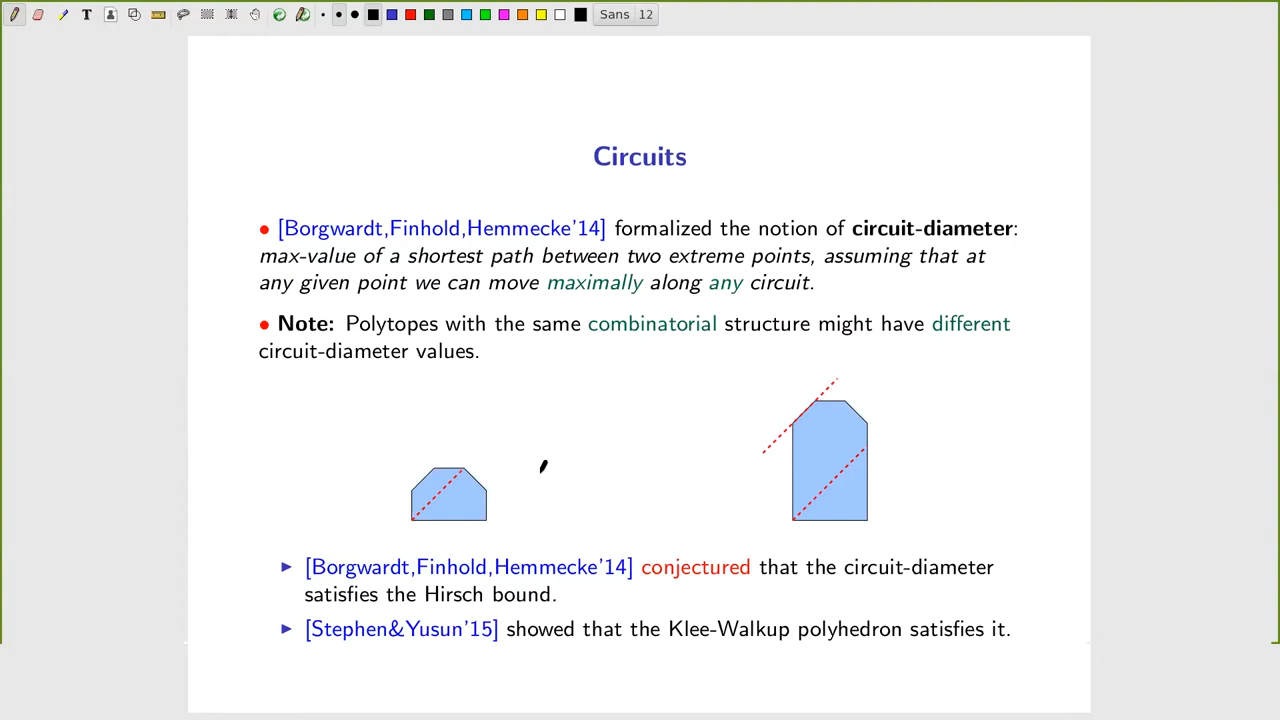 T Sans 12
Circuits
• [Borgwardt,Finhold,Hemmecke'14] formalized the notion of circuit-diameter:
max-value of a shortest path between two extreme points, assuming that at
any given point we can move maximally along any circuit.
• Note: Polytopes with the same combinatorial structure might have different
circuit-diameter values.
▶ [Borgwardt,Finhold,Hemmecke'14] conjectured that the circuit-diameter
satisfies the Hirsch bound.
▶ [Stephen&Yusun'15] showed that the Klee-Walkup polyhedron satisfies it.